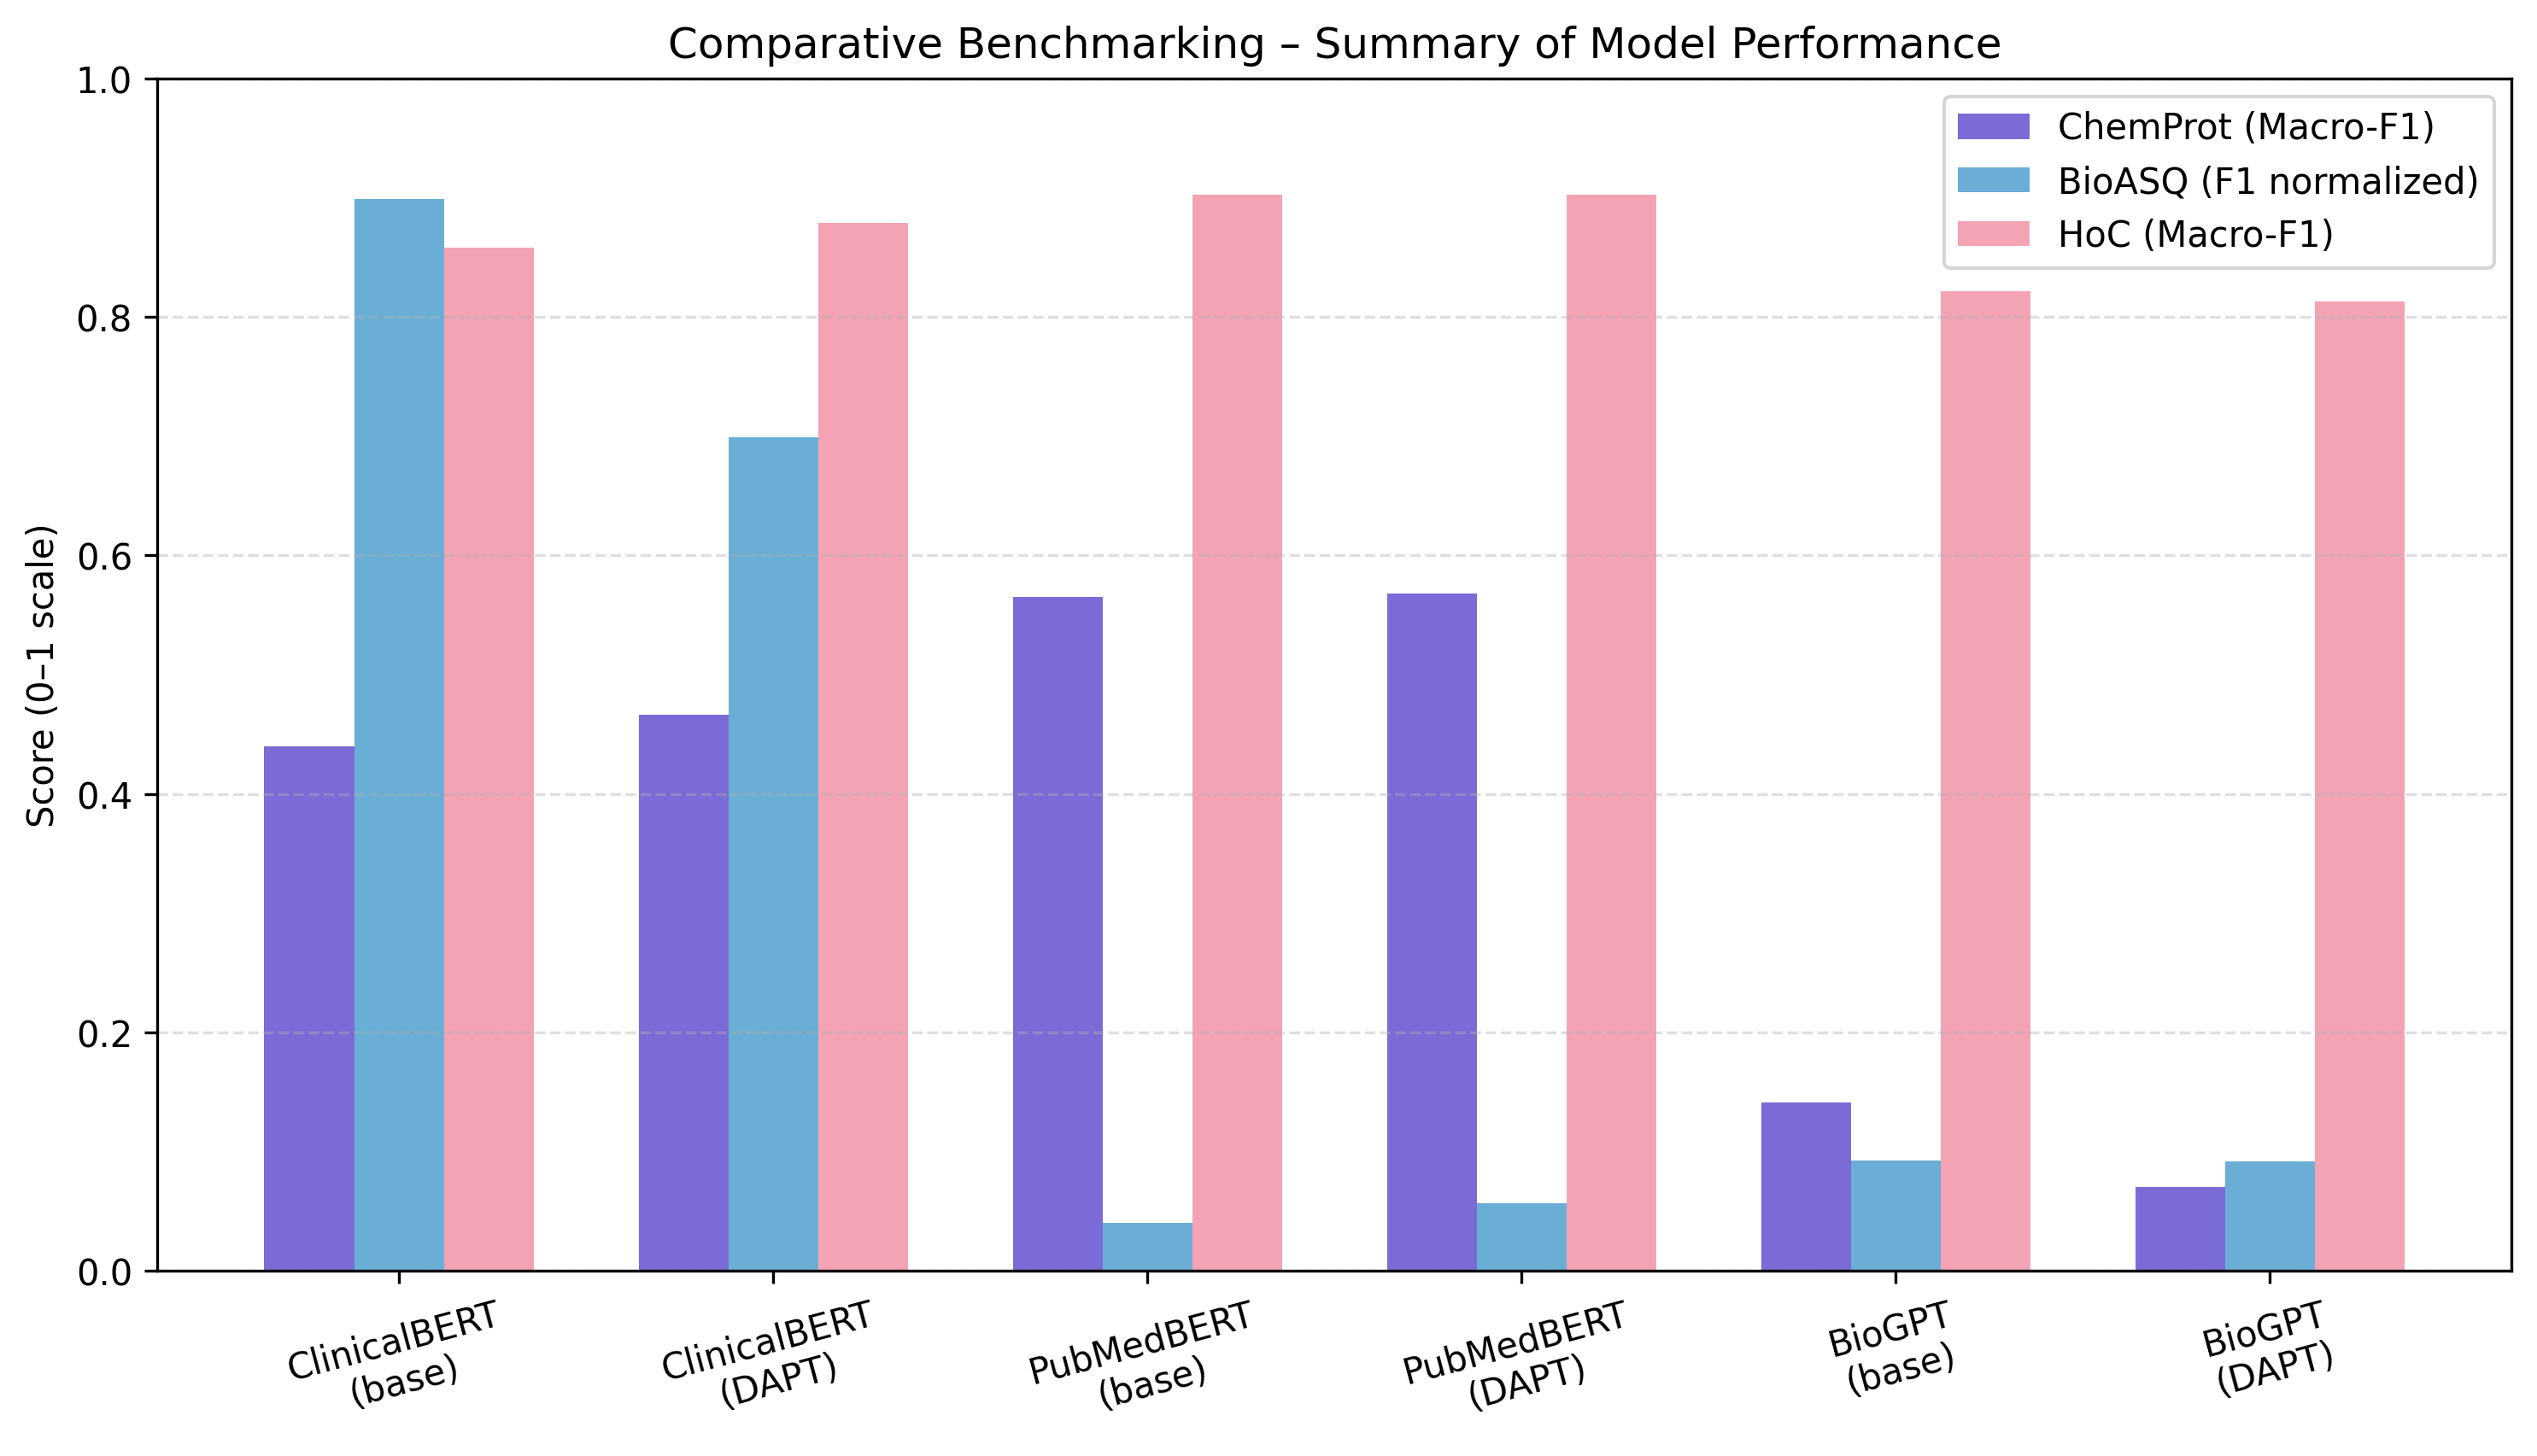 Comparative Benchmarking – Summary of Model Performance
ChemProt (Macro-F1)
BioASQ (F1 normalized)
HoC (Macro-F1)
Score (0–1 scale)
1.0
0.8
0.6
0.4
0.2
0.0
ClinicalBERT
(base)
ClinicalBERT
(DAPT)
PubMedBERT
(base)
PubMedBERT
(DAPT)
BioGPT
(base)
BioGPT
(DAPT)